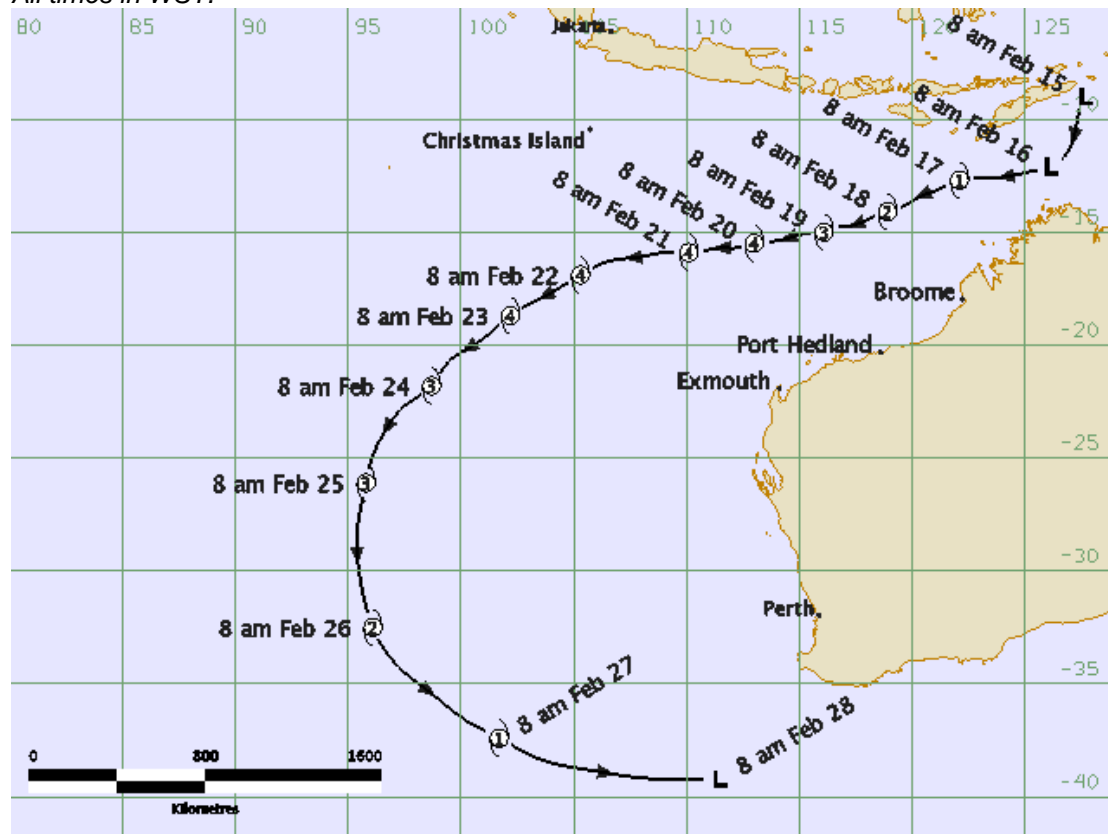 All times in WST.
80 85 90 95 100 105 110 115 120 125
Jakarta
8 am Feb 15
L
-10
8 am Feb 16
L
8 am Feb 17
1
Christmas Island
8 am Feb 18
2
8 am Feb 19
3
8 am Feb 20
4
8 am Feb 21
4
-15
8 am Feb 22
4
Broome
8 am Feb 23
4
-20
Port Hedland
Exmouth
8 am Feb 24
3
-25
8 am Feb 25
3
-30
Perth
8 am Feb 26
2
-35
8 am Feb 27
1
8 am Feb 28
L
0 800 1600
Kilometres
-40